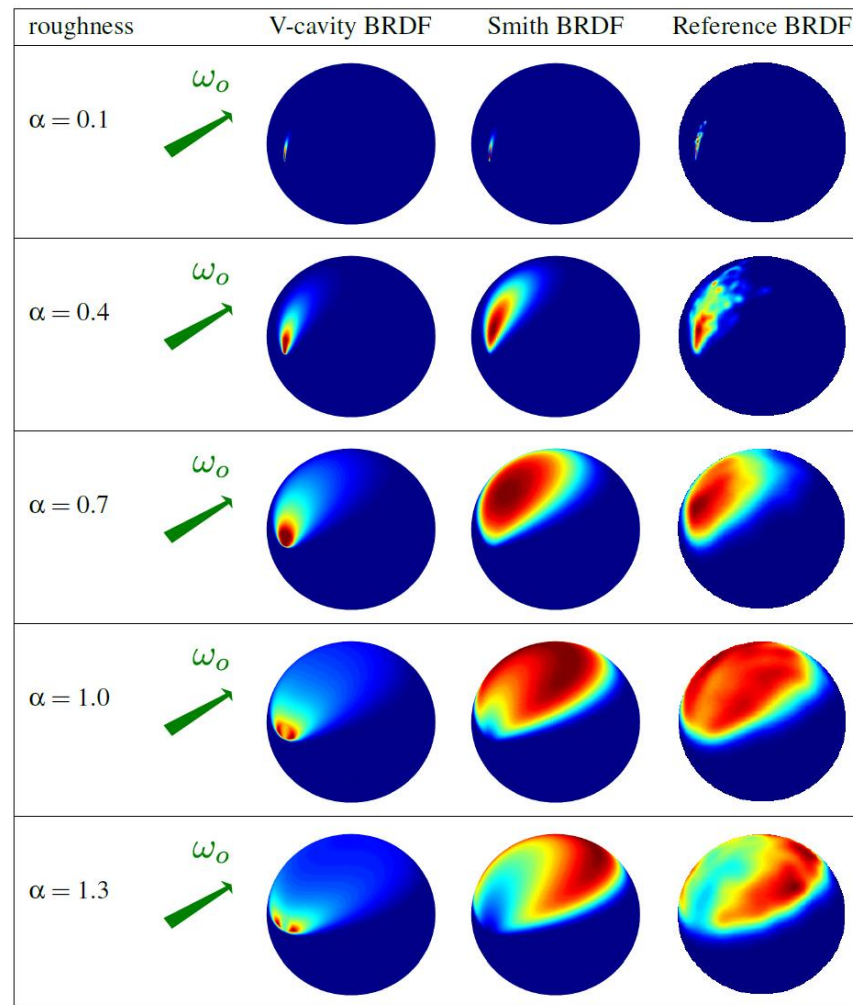 roughness V-cavity BRDF Smith BRDF Reference BRDF
ωₒ
α = 0.1
ωₒ
α = 0.4
ωₒ
α = 0.7
ωₒ
α = 1.0
ωₒ
α = 1.3